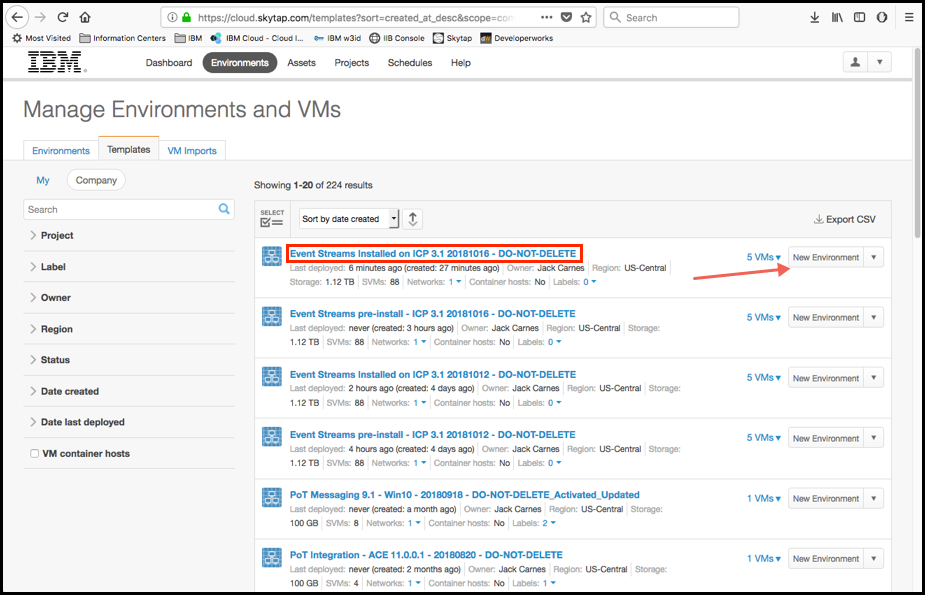 https://cloud.skytap.com/templates?sort=created_at_desc&scope=com
Search
Most Visited Information Centers IBM IBM Cloud - Cloud I... IBM w3id IIB Console Skytap Developerworks
IBM Dashboard Environments Assets Projects Schedules Help
Manage Environments and VMs
Environments Templates VM Imports
My Company
Search
Project
Label
Owner
Region
Status
Date created
Date last deployed
VM container hosts
Showing 1-20 of 224 results
SELECT Sort by date created Export CSV
Event Streams Installed on ICP 3.1 20181016 - DO-NOT-DELETE 5 VMs New Environment
Last deployed: 6 minutes ago (created: 27 minutes ago) Owner: Jack Carnes Region: US-Central
Storage: 1.12 TB SVMs: 88 Networks: 1 Container hosts: No Labels: 0
Event Streams pre-install - ICP 3.1 20181016 - DO-NOT-DELETE 5 VMs New Environment
Last deployed: never (created: 3 hours ago) Owner: Jack Carnes Region: US-Central Storage:
1.12 TB SVMs: 88 Networks: 1 Container hosts: No Labels: 0
Event Streams Installed on ICP 3.1 20181012 - DO-NOT-DELETE 5 VMs New Environment
Last deployed: 2 hours ago (created: 4 days ago) Owner: Jack Carnes Region: US-Central Storage:
1.12 TB SVMs: 88 Networks: 1 Container hosts: No Labels: 0
Event Streams pre-install - ICP 3.1 20181012 - DO-NOT-DELETE 5 VMs New Environment
Last deployed: 4 hours ago (created: 4 days ago) Owner: Jack Carnes Region: US-Central Storage:
1.12 TB SVMs: 88 Networks: 1 Container hosts: No Labels: 0
PoT Messaging 9.1 - Win10 - 20180918 - DO-NOT-DELETE_Activated_Updated 1 VMs New Environment
Last deployed: never (created: a month ago) Owner: Jack Carnes Region: US-Central Storage:
100 GB SVMs: 8 Networks: 1 Container hosts: No Labels: 2
PoT Integration - ACE 11.0.0.1 - 20180820 - DO-NOT-DELETE 1 VMs New Environment
Last deployed: never (created: 2 months ago) Owner: Jack Carnes Region: US-Central Storage:
100 GB SVMs: 4 Networks: 1 Container hosts: No Labels: 1